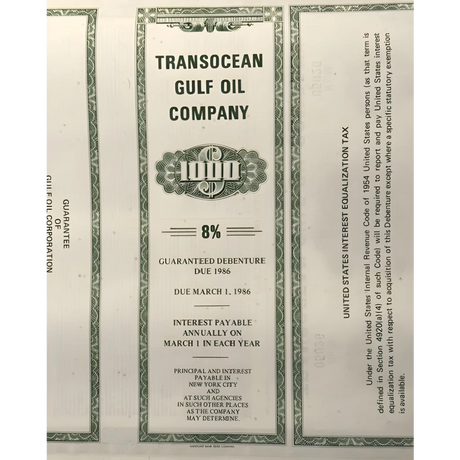 GUARANTEE
OF
GULF OIL CORPORATION
TRANSOCEAN
GULF OIL
COMPANY
$1000
8%
GUARANTEED DEBENTURE
DUE 1986
DUE MARCH 1, 1986
INTEREST PAYABLE
ANNUALLY ON
MARCH 1 IN EACH YEAR
PRINCIPAL AND INTEREST
PAYABLE IN
NEW YORK CITY
AND
AT SUCH AGENCIES
IN SUCH OTHER PLACES
AS THE COMPANY
MAY DETERMINE.
UNITED STATES INTEREST EQUALIZATION TAX
Under the United States Internal Revenue Code of 1954 United States persons (as that term is
defined in Section 4920(a)(4) of such Code) will be required to report and pay United States interest
equalization tax with respect to acquisition of this Debenture except where a specific statutory exemption
is available.